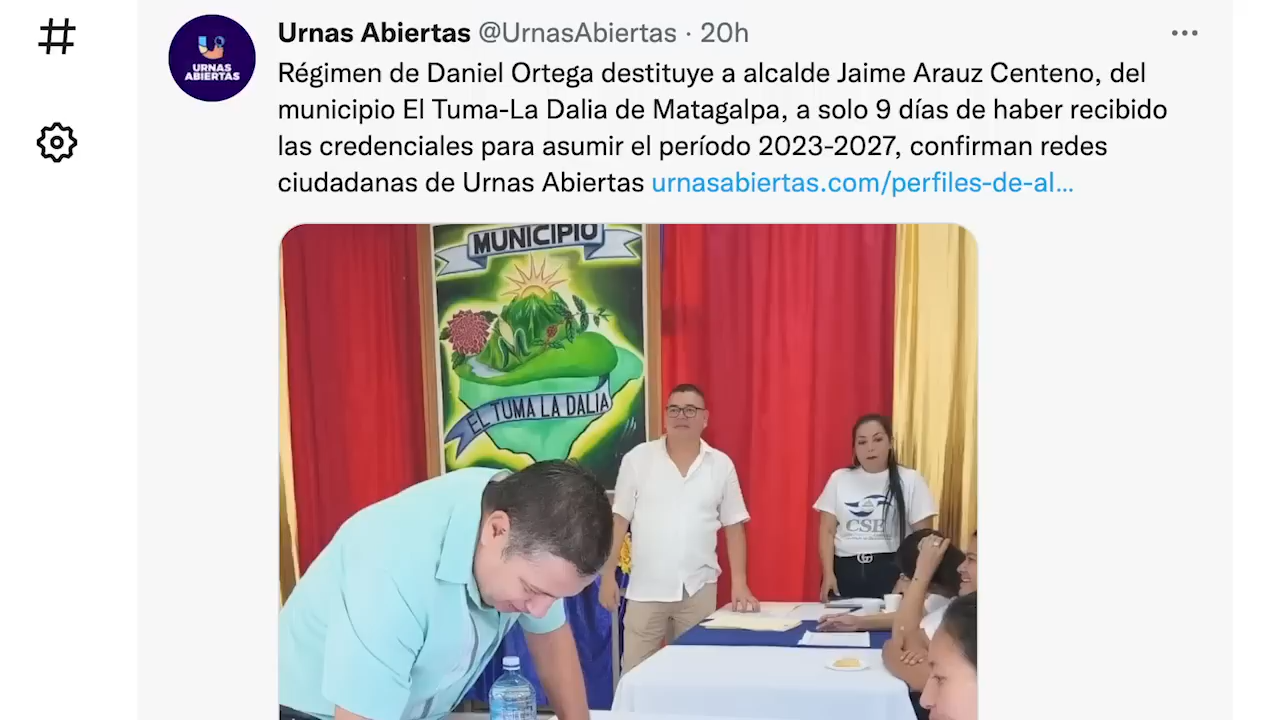 Urnas Abiertas @UrnasAbiertas · 20h
URNAS
ABIERTAS
Régimen de Daniel Ortega destituye a alcalde Jaime Arauz Centeno, del
municipio El Tuma-La Dalia de Matagalpa, a solo 9 días de haber recibido
las credenciales para asumir el período 2023-2027, confirman redes
ciudadanas de Urnas Abiertas urnasabiertas.com/perfiles-de-al...
MUNICIPIO
EL TUMA LA DALIA
CSE